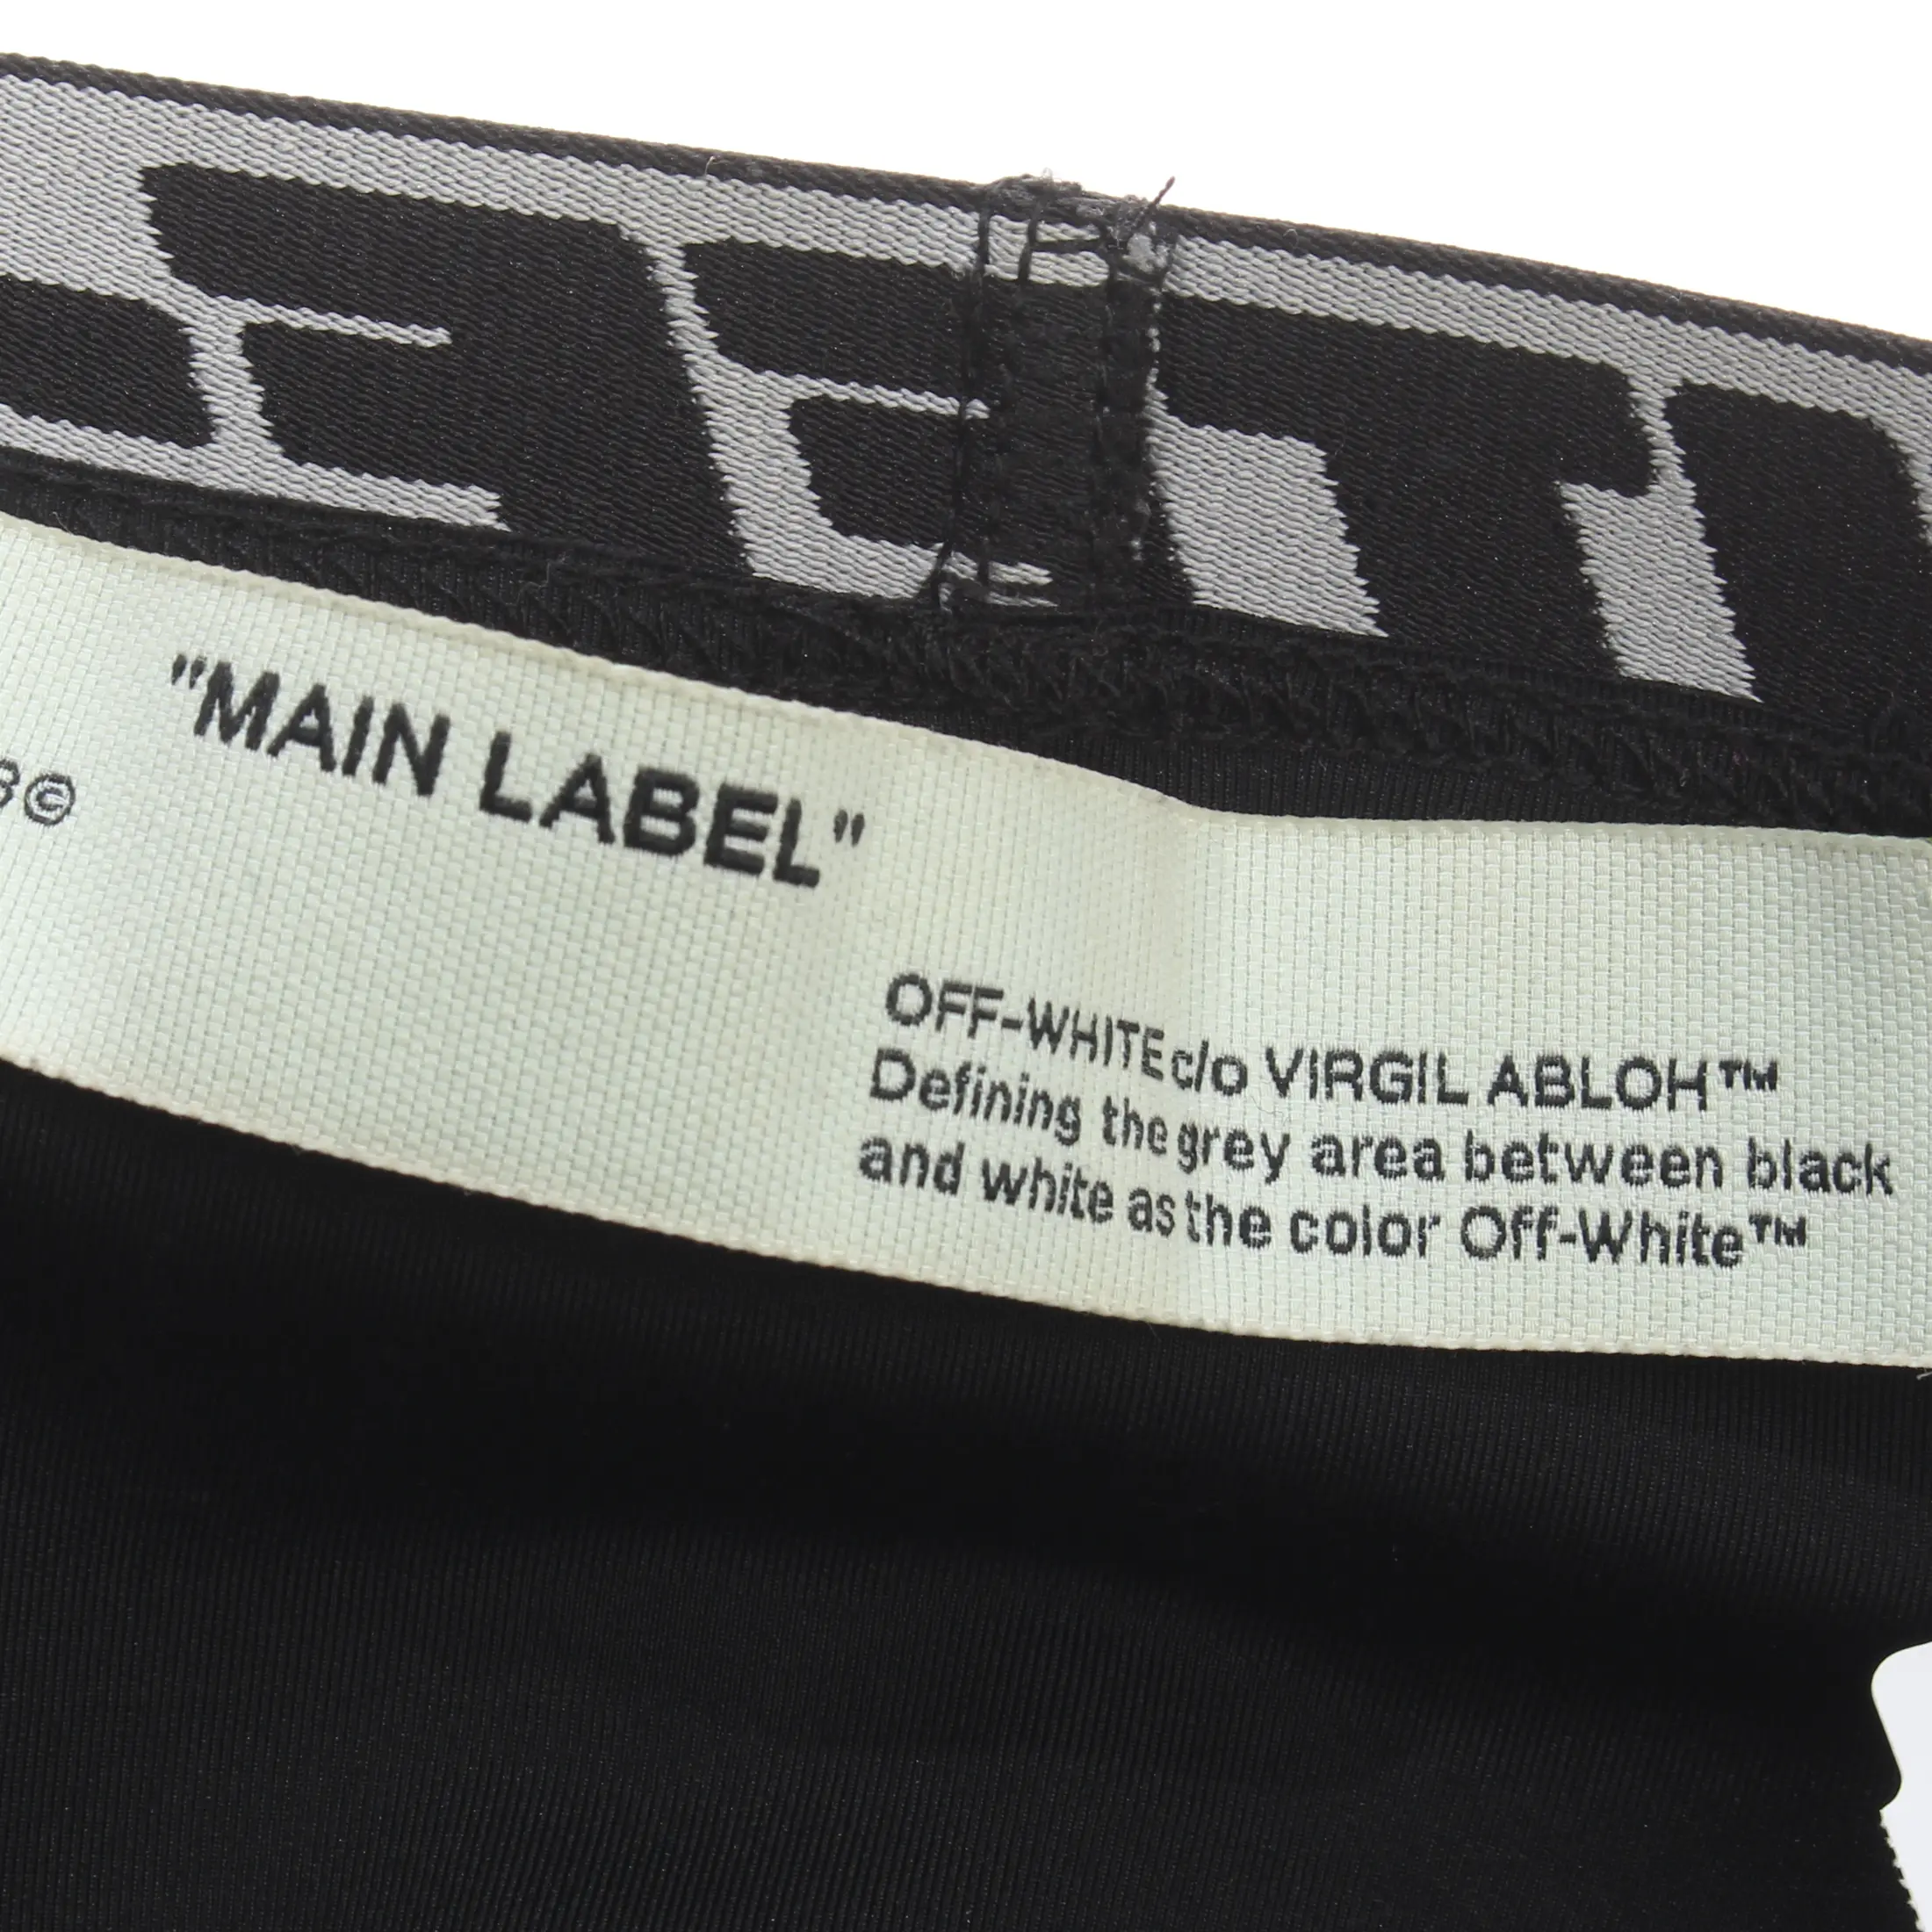 "MAIN LABEL"
©
OFF-WHITE c/o VIRGIL ABLOH™
Defining the grey area between black
and white as the color Off-White™